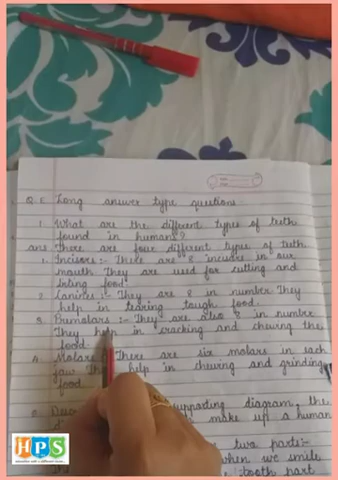 Q.E Long answer type questions
1. What are the different types of teeth
found in humans?
ans There are four different types of teeth
1. Incisors :- There are 8 incisors in our
mouth They are used for cutting and
biting food.
2. Canines :- They are 8 in number They
help in tearing tough food.
3. Premolars :- They are also 8 in number
They help in cracking and chewing the
food.
4. Molars There are six molars in each
jaw They help in chewing and grinding
food.
supporting diagram, the
make up a human
two parts:-
when we smile
tooth part
HPS